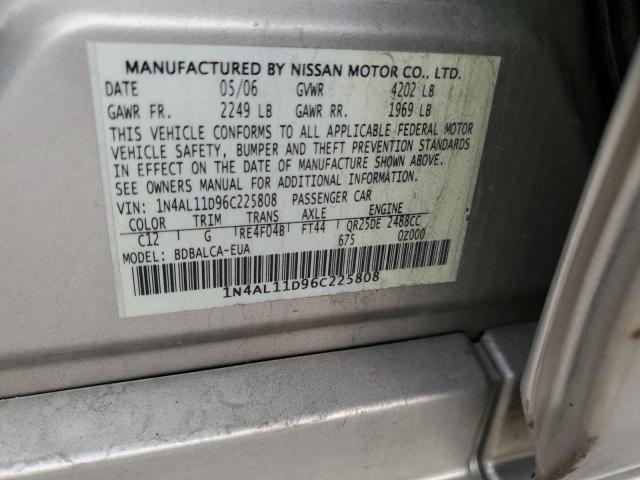 MANUFACTURED BY NISSAN MOTOR CO., LTD.
DATE 05/06 GVWR 4202 LB
GAWR FR. 2249 LB GAWR RR. 1969 LB
THIS VEHICLE CONFORMS TO ALL APPLICABLE FEDERAL MOTOR
VEHICLE SAFETY, BUMPER AND THEFT PREVENTION STANDARDS
IN EFFECT ON THE DATE OF MANUFACTURE SHOWN ABOVE.
SEE OWNERS MANUAL FOR ADDITIONAL INFORMATION.
VIN: 1N4AL11D96C225808 PASSENGER CAR
COLOR TRIM TRANS AXLE ENGINE
C12 G RE4F04B FT44 QR25DE 2488CC
MODEL: BDBALCA-EUA 675 0Z000
1N4AL11D96C225808